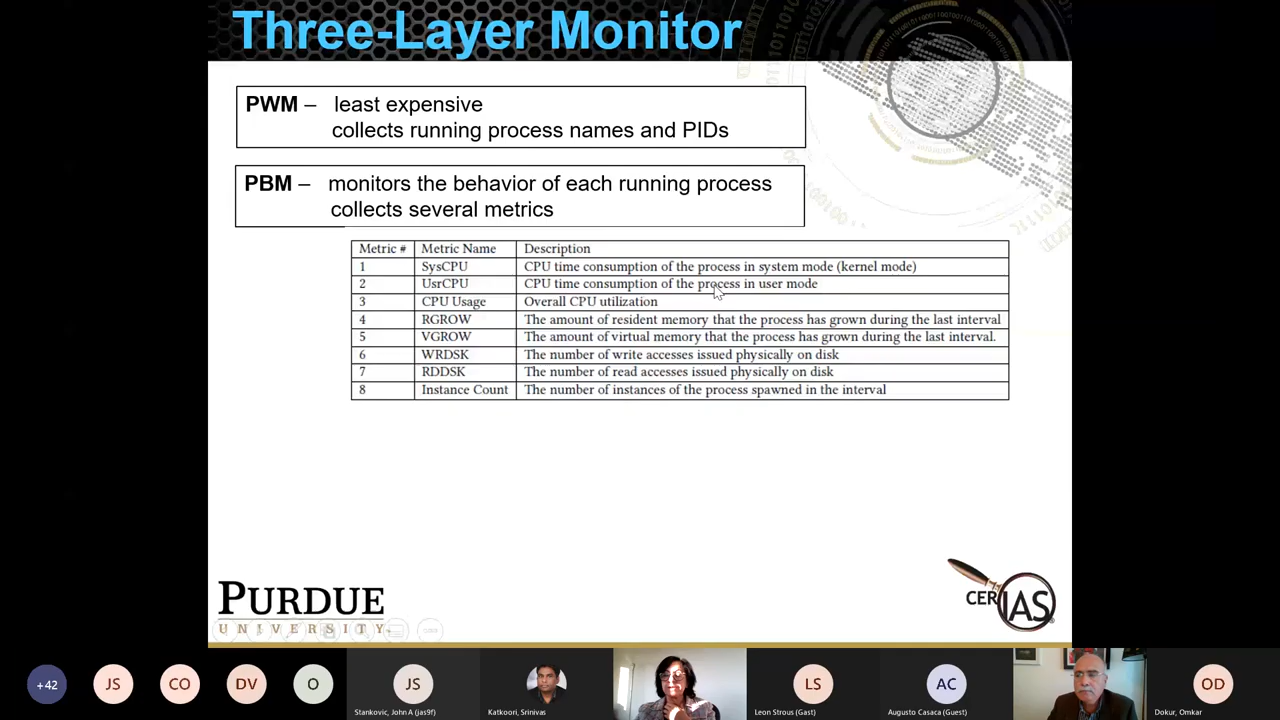 Three-Layer Monitor
PWM – least expensive
collects running process names and PIDs
PBM – monitors the behavior of each running process
collects several metrics
Metric # Metric Name Description
1 SysCPU CPU time consumption of the process in system mode (kernel mode)
2 UsrCPU CPU time consumption of the process in user mode
3 CPU Usage Overall CPU utilization
4 RGROW The amount of resident memory that the process has grown during the last interval
5 VGROW The amount of virtual memory that the process has grown during the last interval.
6 WRDSK The number of write accesses issued physically on disk
7 RDDSK The number of read accesses issued physically on disk
8 Instance Count The number of instances of the process spawned in the interval
PURDUE
UNIVERSITY
CERIAS
+42 JS CO DV O JS LS AC OD
Stankovic, John A (jas9f) Katkoori, Srinivas Leon Strous (Gast) Augusto Casaca (Guest) Dokur, Omkar